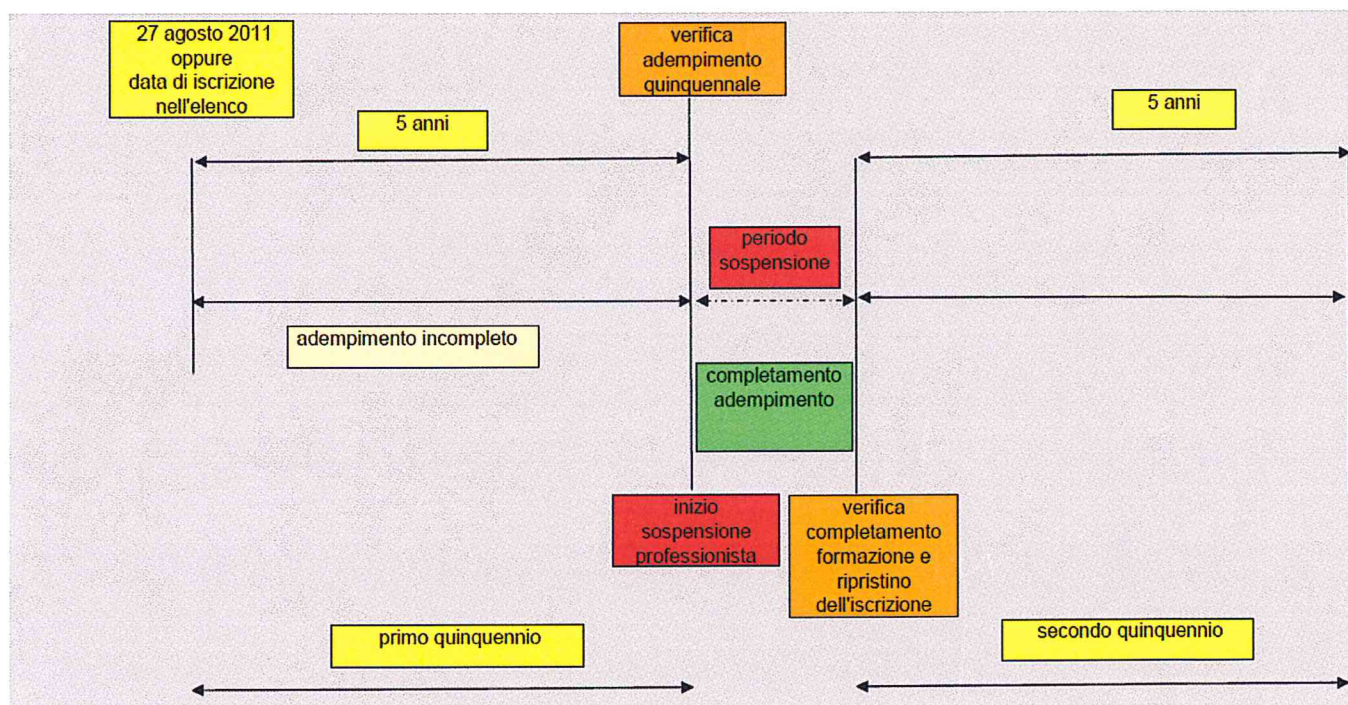 27 agosto 2011
oppure
data di iscrizione
nell'elenco
verifica
adempimento
quinquennale
5 anni
5 anni
periodo
sospensione
adempimento incompleto
completamento
adempimento
inizio
sospensione
professionista
verifica
completamento
formazione e
ripristino
dell'iscrizione
primo quinquennio
secondo quinquennio